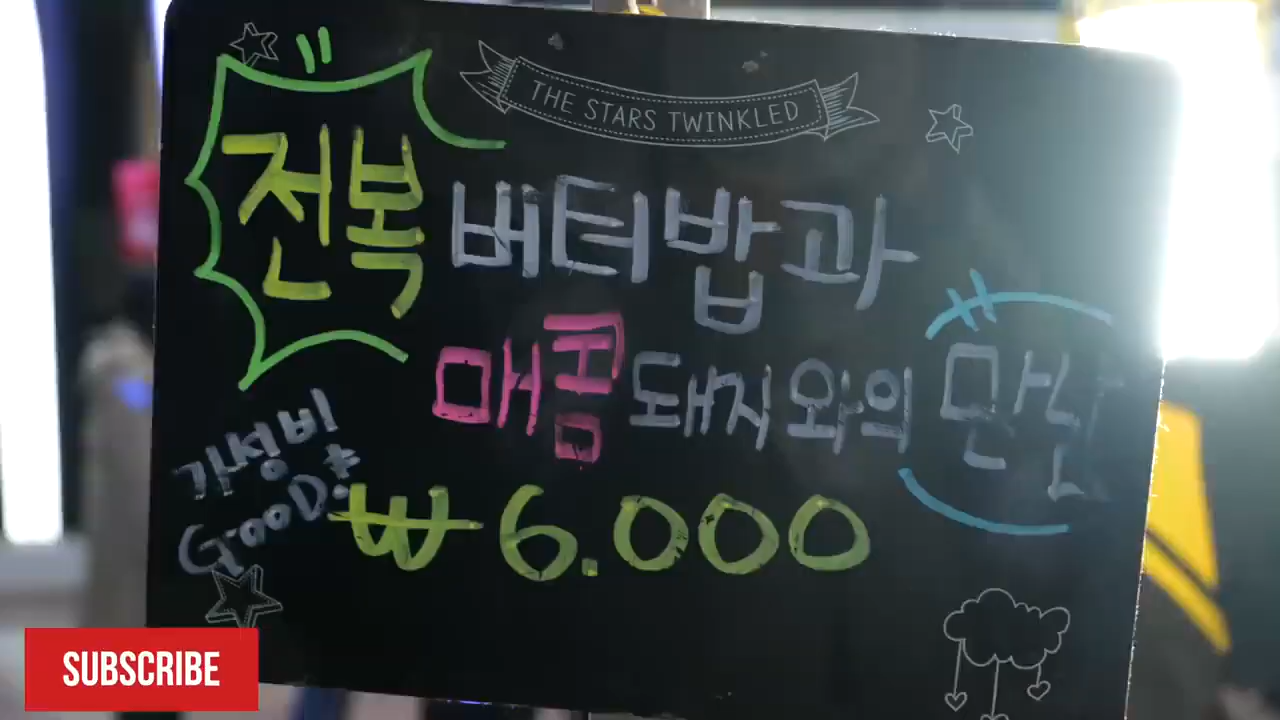 THE STARS TWINKLED
전복 버터밥과
매콤 돼지와의 만남
가성비
GOOD!
₩ 6.000
SUBSCRIBE